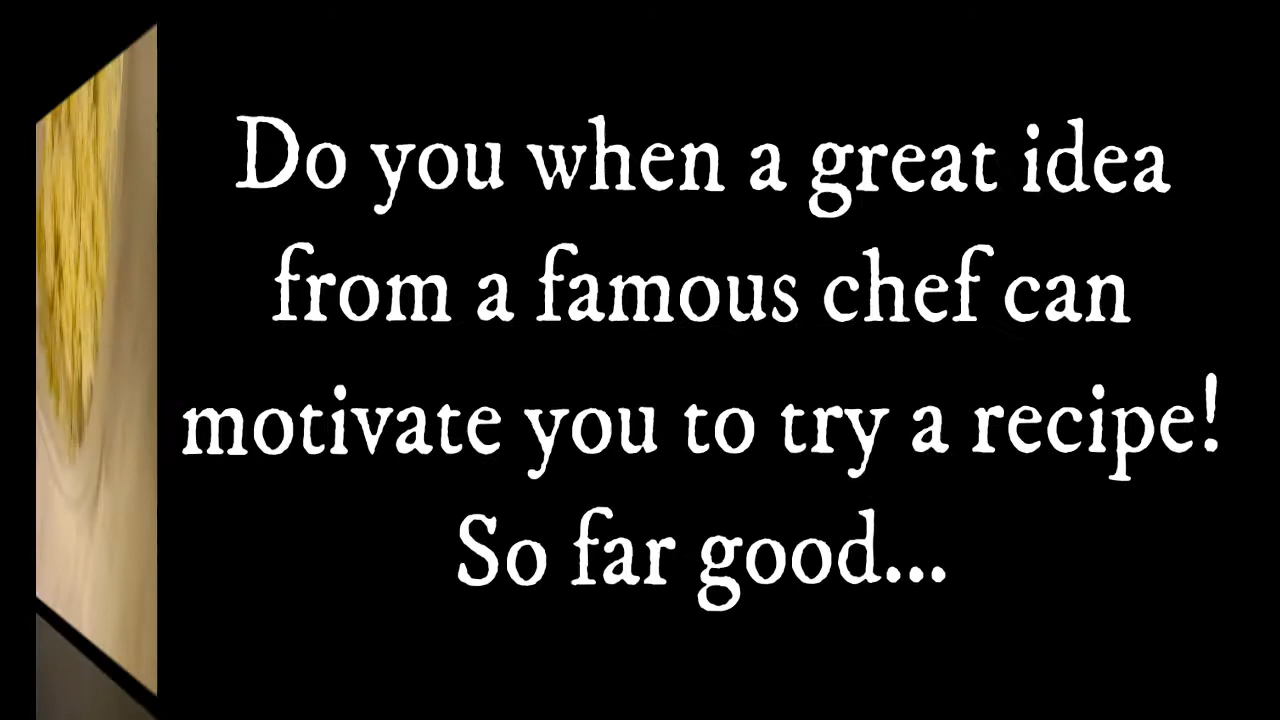 Do you when a great idea
from a famous chef can
motivate you to try a recipe!
So far good...